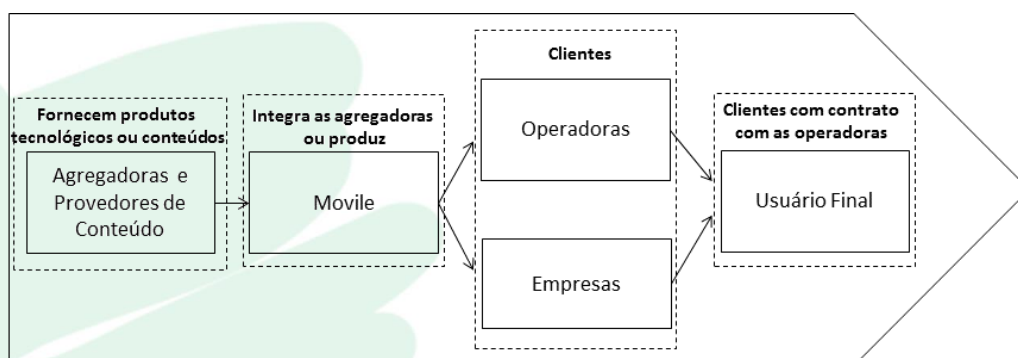 Fornecem produtos
tecnológicos ou conteúdos
Agregadoras e
Provedores de
Conteúdo
Integra as agregadoras
ou produz
Movile
Clientes
Operadoras
Empresas
Clientes com contrato
com as operadoras
Usuário Final